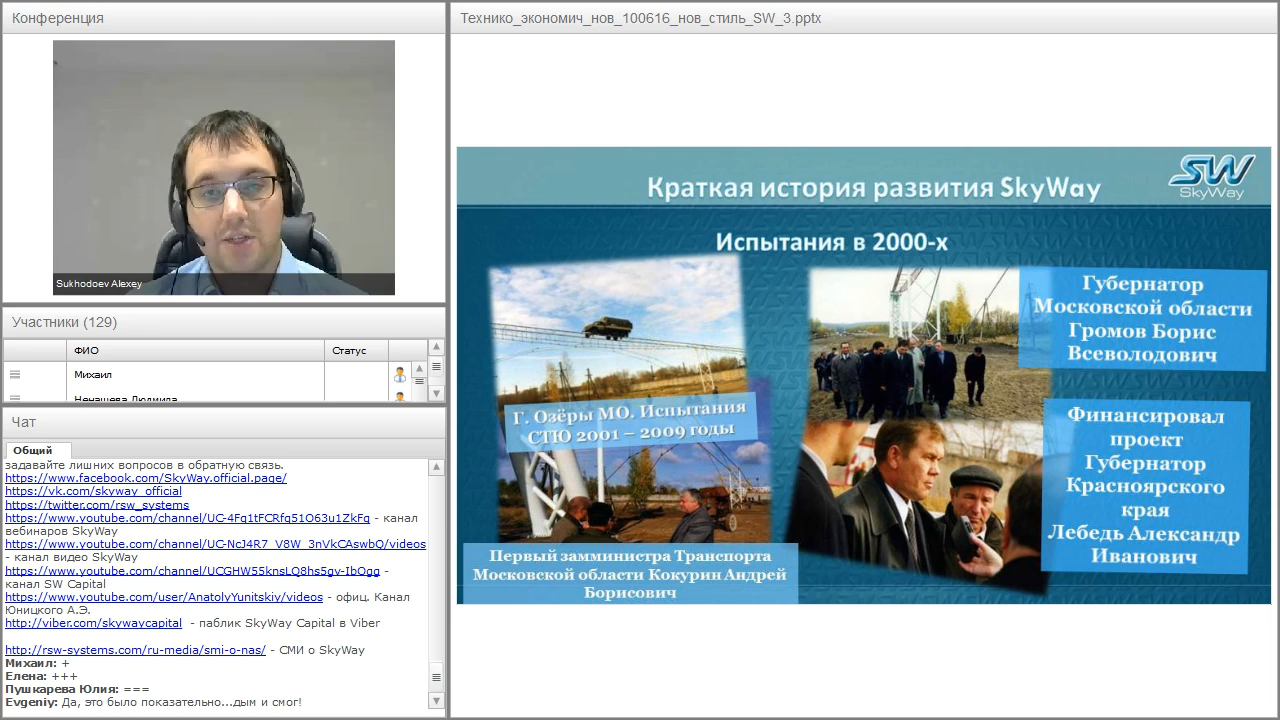 Конференция
Sukhodoev Alexey
Участники (129)
ФИО
Статус
Михаил
Ненашева Людмила
Чат
Общий
задавайте лишних вопросов в обратную связь.
https://www.facebook.com/SkyWay.official.page/
https://vk.com/skyway_official
https://twitter.com/rsw_systems
https://www.youtube.com/channel/UC-4Fq1tFCRfq51O63u1ZkFg - канал
вебинаров SkyWay
https://www.youtube.com/channel/UC-NcJ4R7_V8W_3nVkCAswbQ/videos
- канал видео SkyWay
https://www.youtube.com/channel/UCGHW55knsLQ8hs5gv-IbOgg -
канал SW Capital
https://www.youtube.com/user/AnatolyYunitskiy/videos - офиц. Канал
Юницкого А.Э.
http://viber.com/skywaycapital - паблик SkyWay Capital в Viber
http://rsw-systems.com/ru-media/smi-o-nas/ - СМИ о SkyWay
Михаил: +
Елена: +++
Пушкарева Юлия: ===
Evgeniy: Да, это было показательно...дым и смог!
Технико_экономич_нов_100616_нов_стиль_SW_3.pptx
Краткая история развития SkyWay
SW
SkyWay
Испытания в 2000-х
Г. Озёры МО. Испытания
СТЮ 2001 – 2009 годы
Первый замминистра Транспорта
Московской области Кокурин Андрей
Борисович
Губернатор
Московской области
Громов Борис
Всеволодович
Финансировал
проект
Губернатор
Красноярского
края
Лебедь Александр
Иванович